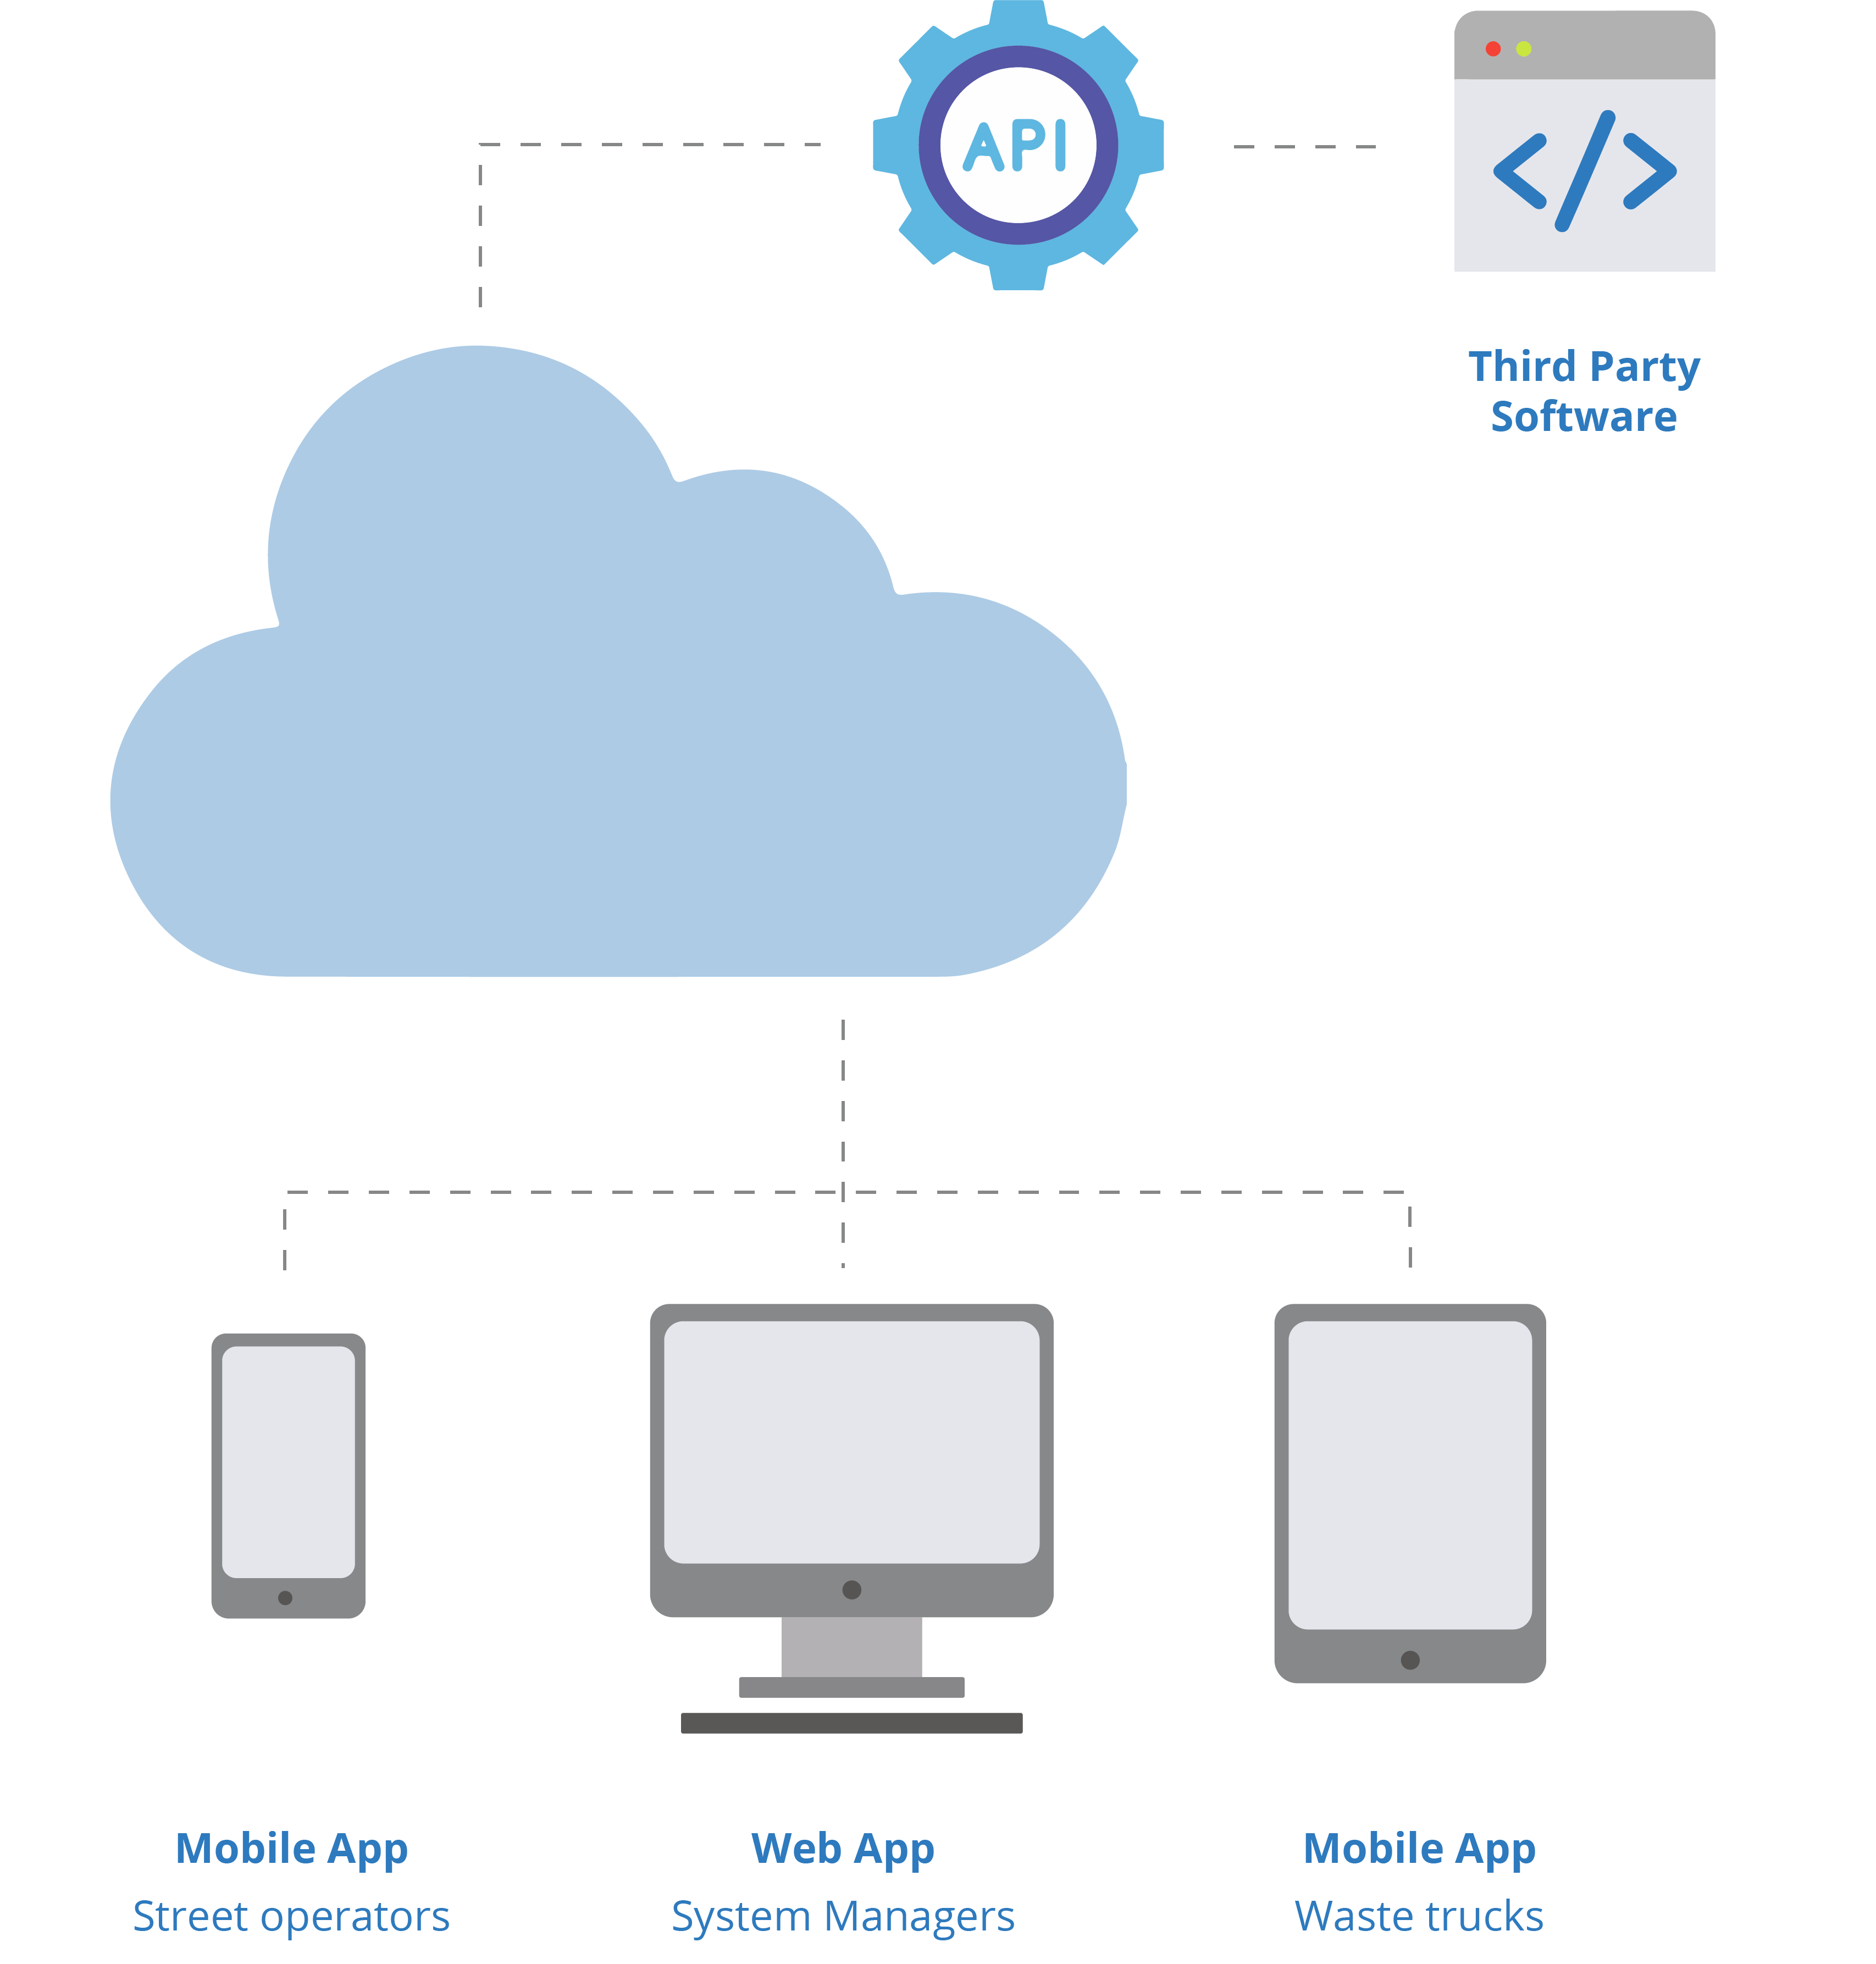 API
</>
Third Party
Software
Mobile App
Street operators
Web App
System Managers
Mobile App
Waste trucks